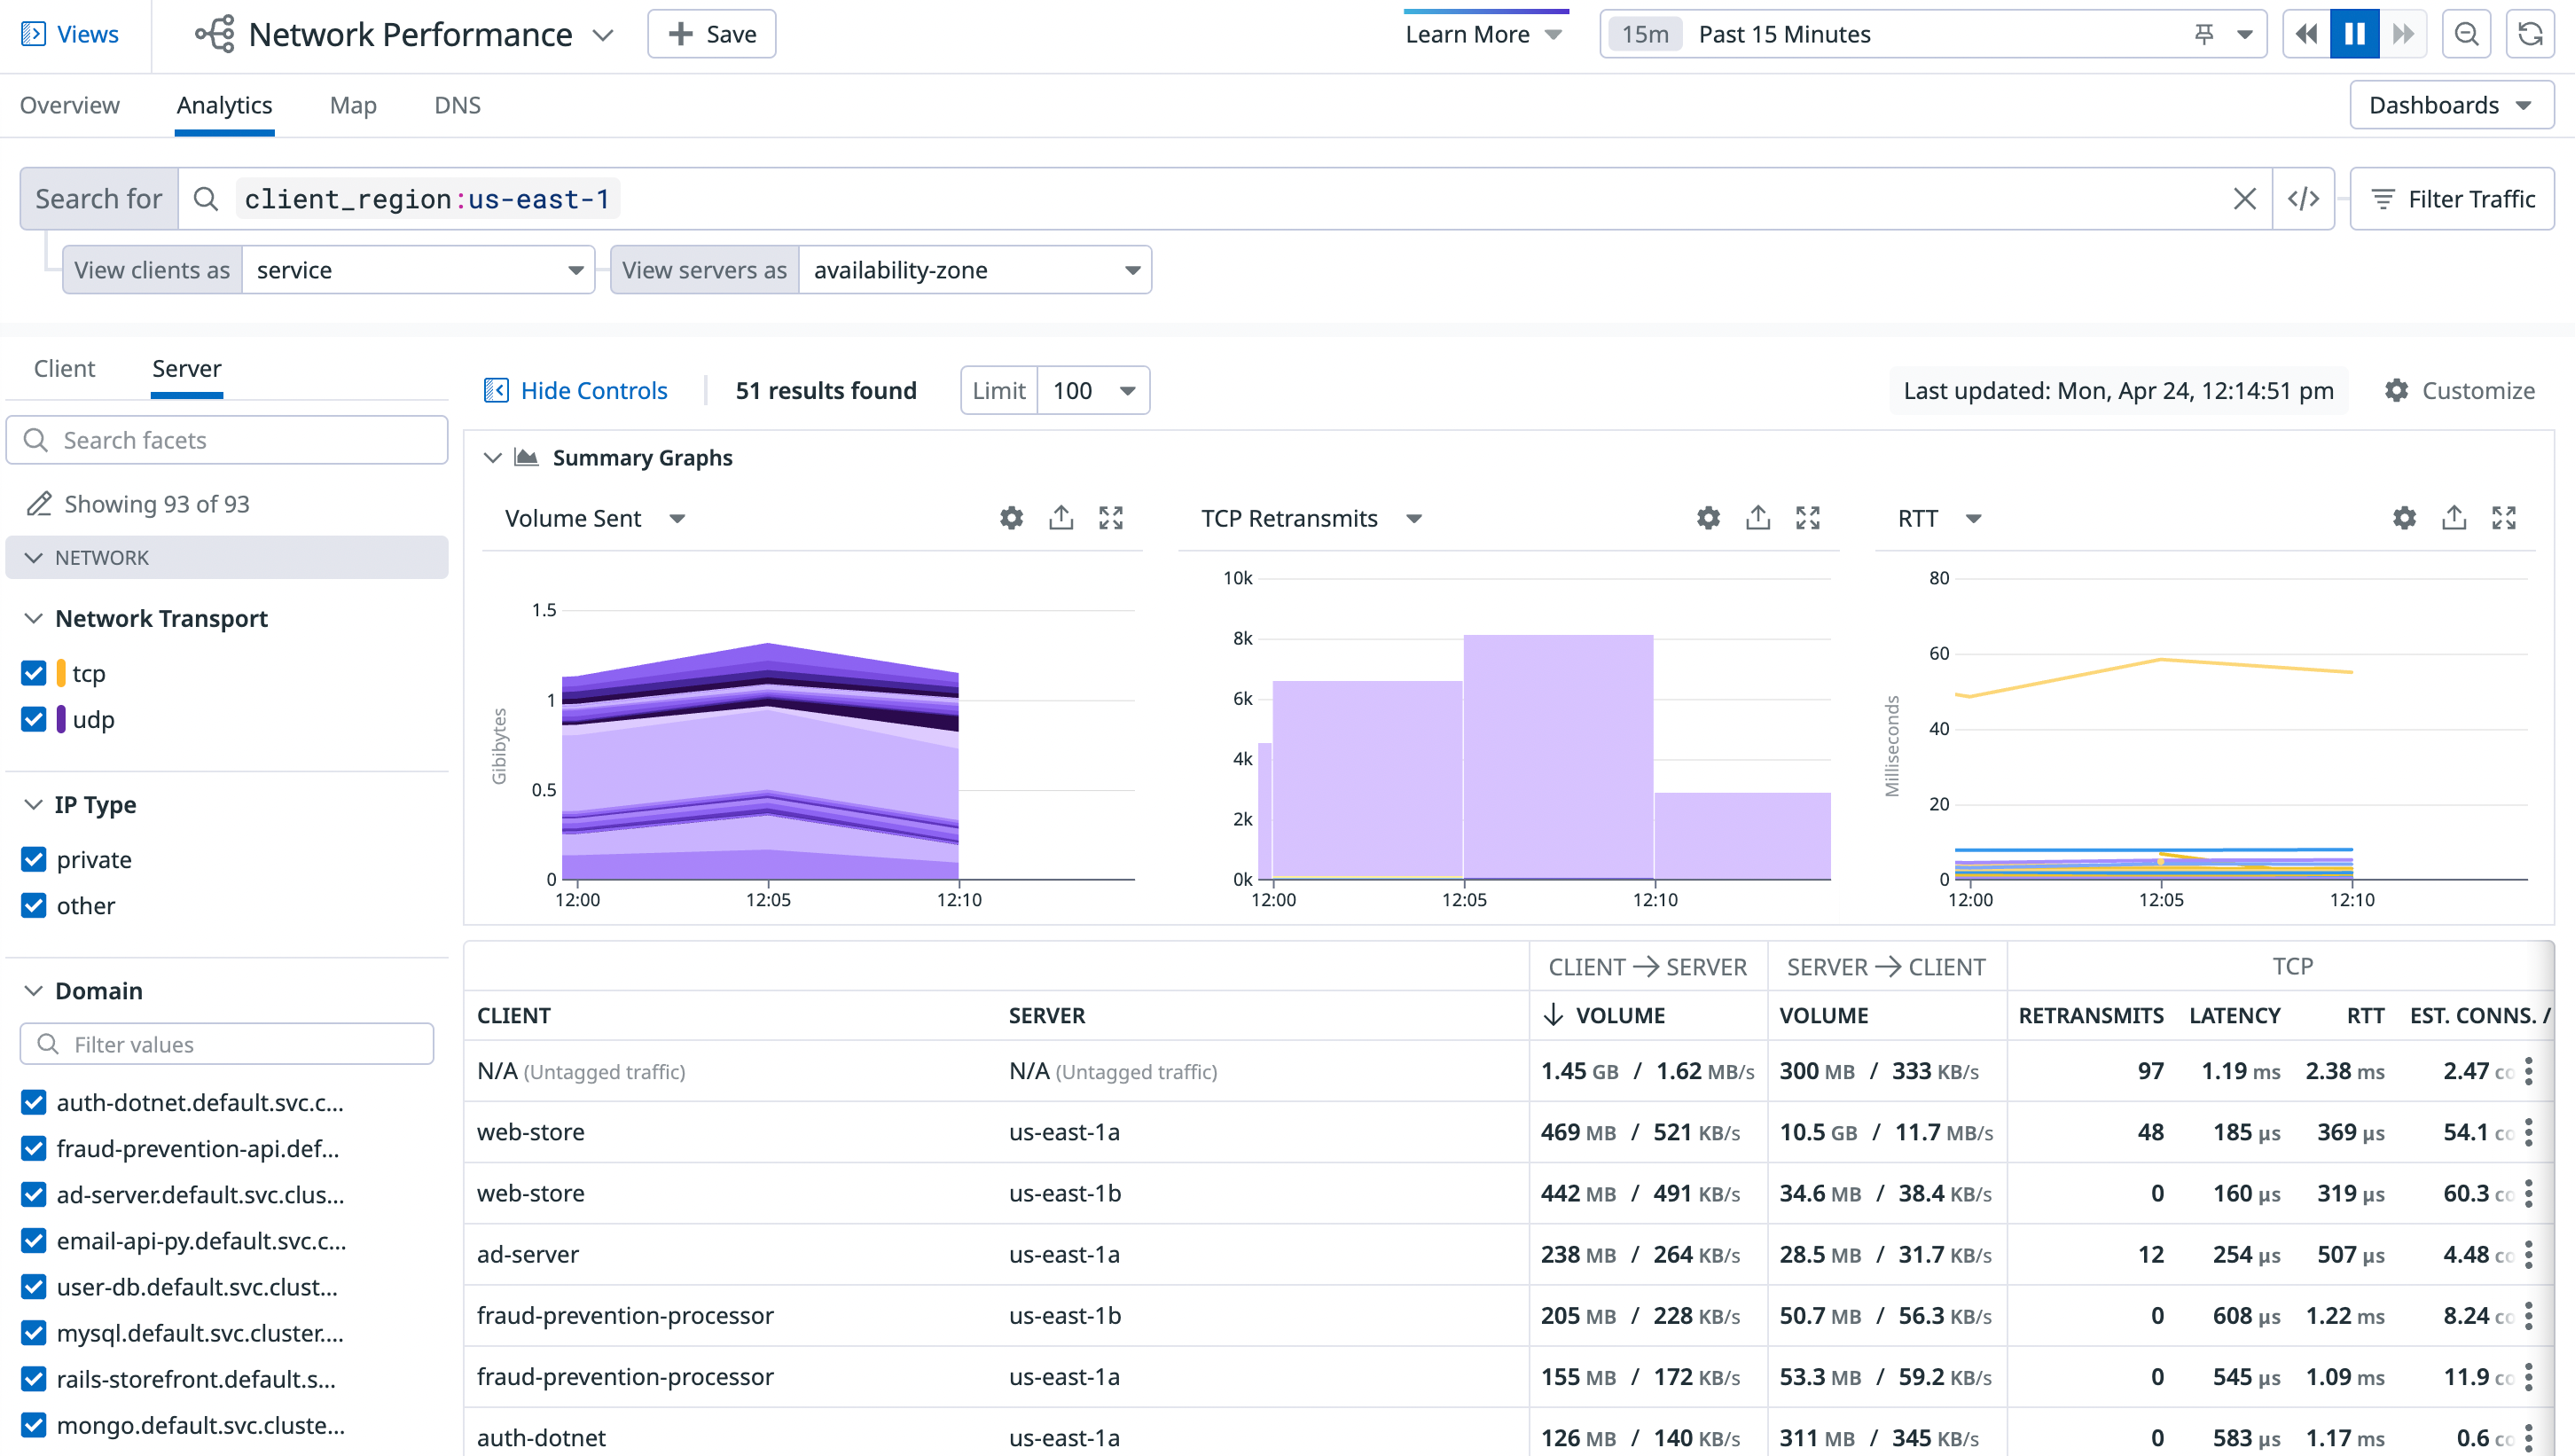 Views
Network Performance
Save
Learn More
15m Past 15 Minutes
Overview Analytics Map DNS
Dashboards
Search for client_region:us-east-1
Filter Traffic
View clients as service
View servers as availability-zone
Client Server
Search facets
Showing 93 of 93
NETWORK
Network Transport
tcp
udp
IP Type
private
other
Domain
Filter values
auth-dotnet.default.svc.c...
fraud-prevention-api.def...
ad-server.default.svc.clus...
email-api-py.default.svc.c...
user-db.default.svc.clust...
mysql.default.svc.cluster....
rails-storefront.default.s...
mongo.default.svc.cluste...
Hide Controls
51 results found
Limit 100
Last updated: Mon, Apr 24, 12:14:51 pm
Customize
Summary Graphs
Volume Sent
Gibibytes
1.5
1
0.5
0
12:00 12:05 12:10
TCP Retransmits
10k
8k
6k
4k
2k
0k
12:00 12:05 12:10
RTT
Milliseconds
80
60
40
20
0
12:00 12:05 12:10
CLIENT → SERVER SERVER → CLIENT TCP
CLIENT SERVER ↓ VOLUME VOLUME RETRANSMITS LATENCY RTT EST. CONNS. /
N/A (Untagged traffic) N/A (Untagged traffic) 1.45 GB / 1.62 MB/s 300 MB / 333 KB/s 97 1.19 ms 2.38 ms 2.47 co
web-store us-east-1a 469 MB / 521 KB/s 10.5 GB / 11.7 MB/s 48 185 µs 369 µs 54.1 co
web-store us-east-1b 442 MB / 491 KB/s 34.6 MB / 38.4 KB/s 0 160 µs 319 µs 60.3 co
ad-server us-east-1a 238 MB / 264 KB/s 28.5 MB / 31.7 KB/s 12 254 µs 507 µs 4.48 co
fraud-prevention-processor us-east-1b 205 MB / 228 KB/s 50.7 MB / 56.3 KB/s 0 608 µs 1.22 ms 8.24 co
fraud-prevention-processor us-east-1a 155 MB / 172 KB/s 53.3 MB / 59.2 KB/s 0 545 µs 1.09 ms 11.9 co
auth-dotnet us-east-1a 126 MB / 140 KB/s 311 MB / 345 KB/s 0 583 µs 1.17 ms 0.6 co